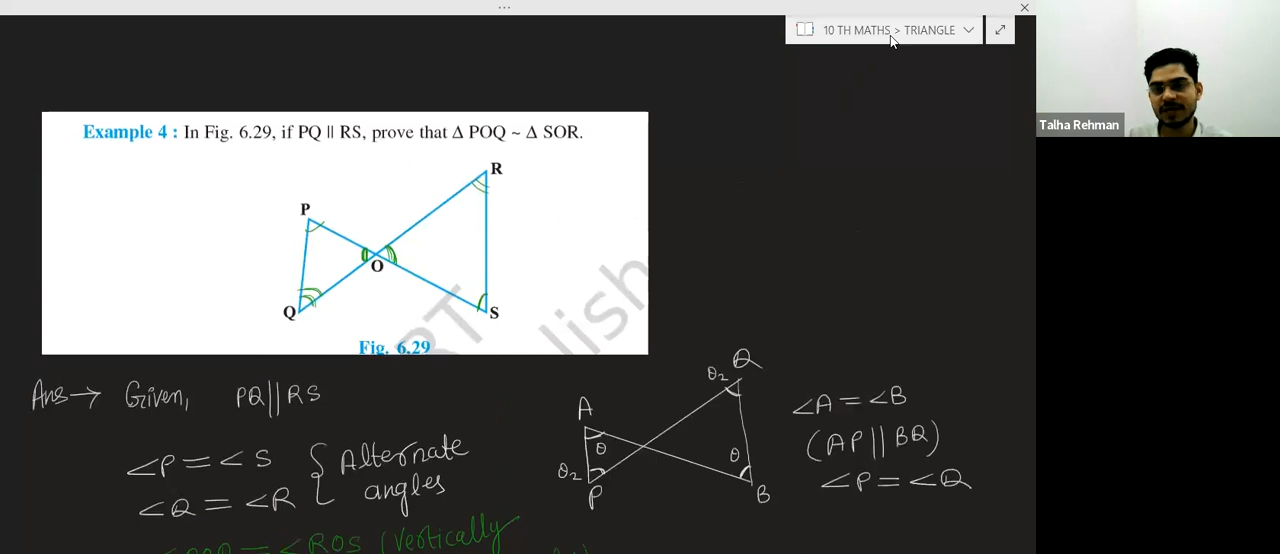 10 TH MATHS > TRIANGLE
Talha Rehman
Example 4 : In Fig. 6.29, if PQ || RS, prove that Δ POQ ~ Δ SOR.
R
P
O
Q
S
Fig. 6.29
Ans → Given, PQ || RS
∠P = ∠S { Alternate
∠Q = ∠R angles
∠ROS (Vertically
A
Q
θ2
θ
θ
θ2
P
B
∠A = ∠B
(AP || BQ)
∠P = ∠Q